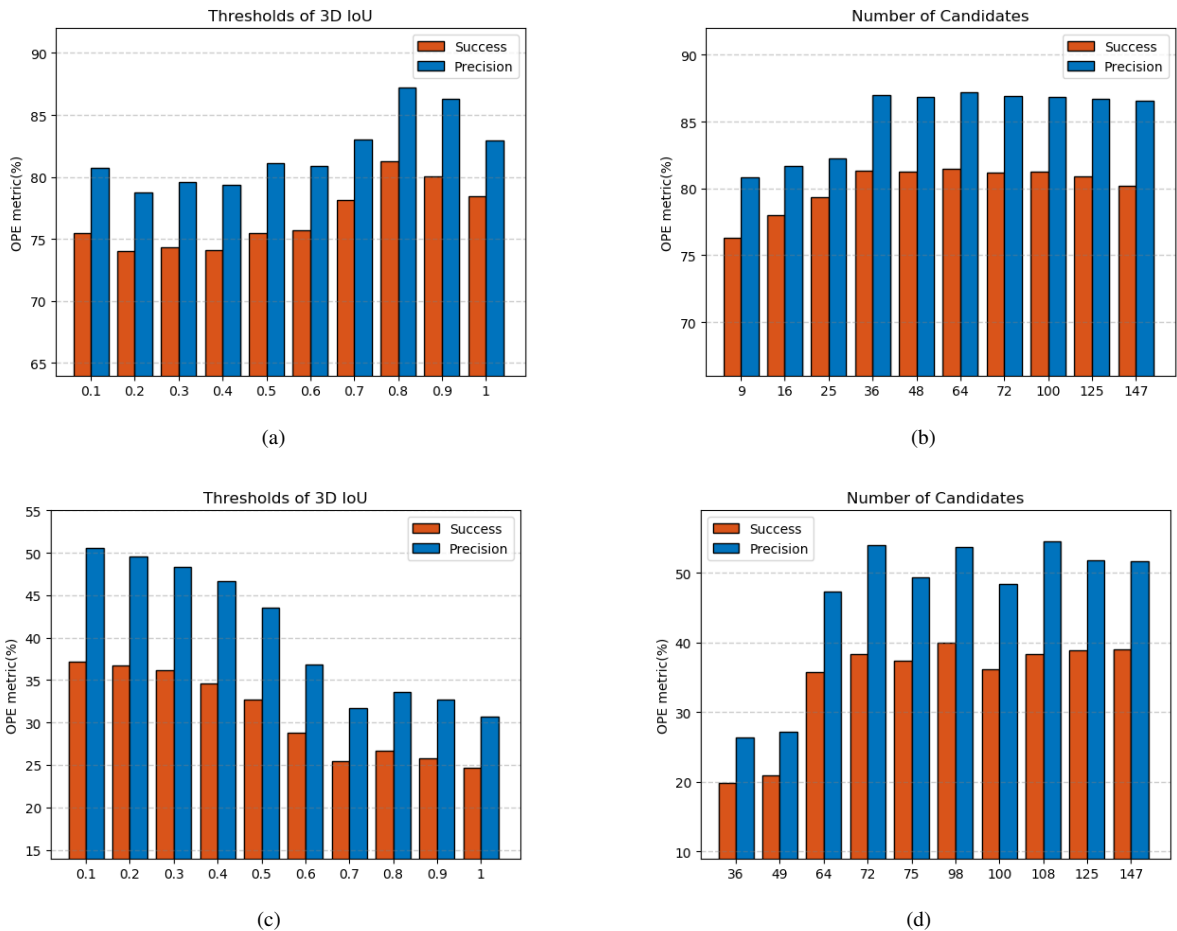 Thresholds of 3D IoU
90
85
80
75
70
65
OPE metric(%)
Success
Precision
0.1 0.2 0.3 0.4 0.5 0.6 0.7 0.8 0.9 1
(a)
Number of Candidates
90
85
80
75
70
OPE metric(%)
Success
Precision
9 16 25 36 48 64 72 100 125 147
(b)
Thresholds of 3D IoU
55
50
45
40
35
30
25
20
15
OPE metric(%)
Success
Precision
0.1 0.2 0.3 0.4 0.5 0.6 0.7 0.8 0.9 1
(c)
Number of Candidates
50
40
30
20
10
OPE metric(%)
Success
Precision
36 49 64 72 75 98 100 108 125 147
(d)